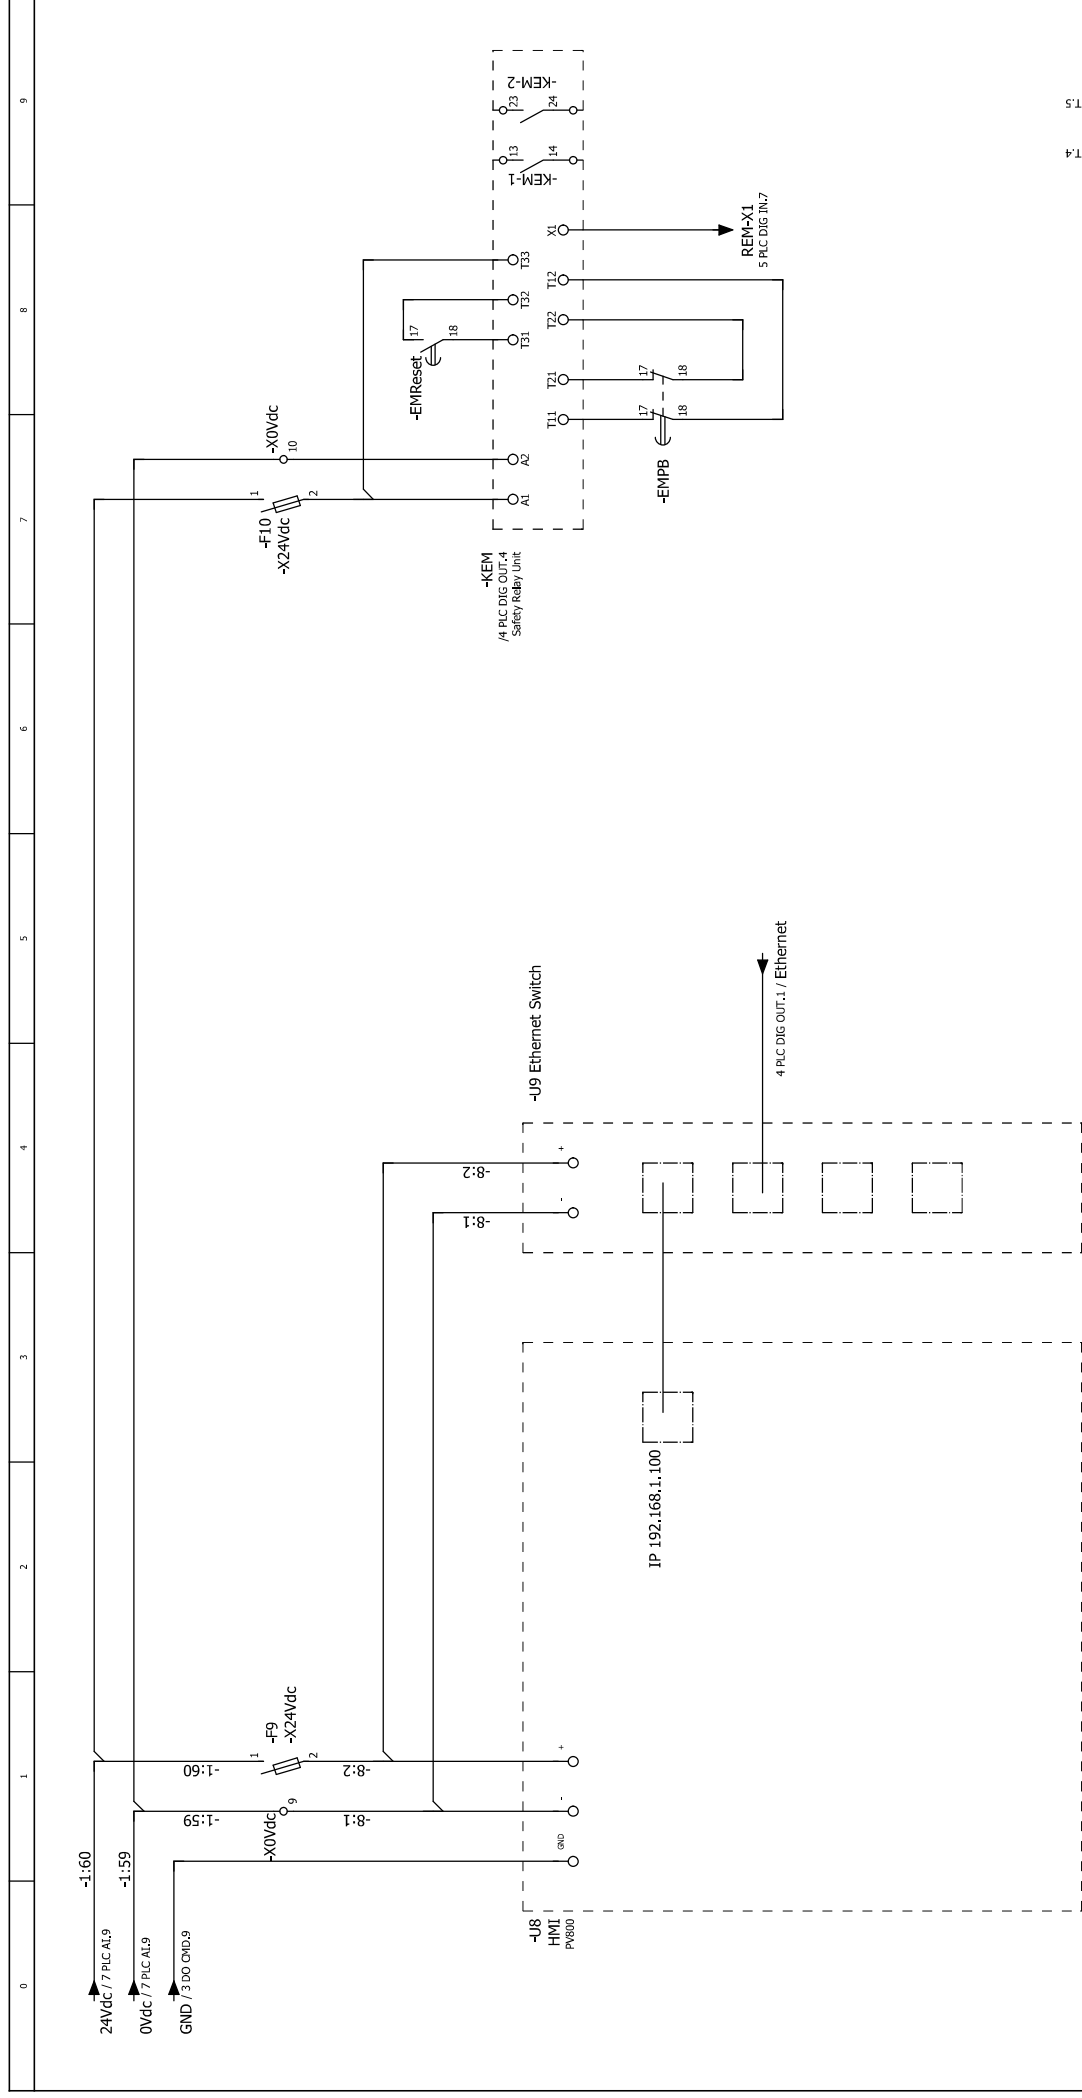 0
1
2
3
4
5
6
7
8
9
24Vdc / 7 PLC AI.9
0Vdc / 7 PLC AI.9
GND / 3 DO CMD.9
-1:60
-1:59
-1:60
-1:59
-X0Vdc
9
-F9
-X24Vdc
1
2
-8:1
-8:2
-8:1
-8:2
-U8
HMI
PV800
GND
-
+
IP 192.168.1.100
-U9 Ethernet Switch
-
+
4 PLC DIG OUT.1 / Ethernet
-F10
-X24Vdc
1
2
-X0Vdc
10
-KEM
/4 PLC DIG OUT.4
Safety Relay Unit
A1
A2
T31
T32
T33
T11
T21
T22
T12
X1
-EMReset
17
18
-EMPB
17
18
17
18
-KEM-1
13
14
-KEM-2
23
24
REM-X1
5 PLC DIG IN.7
T.4
T.5